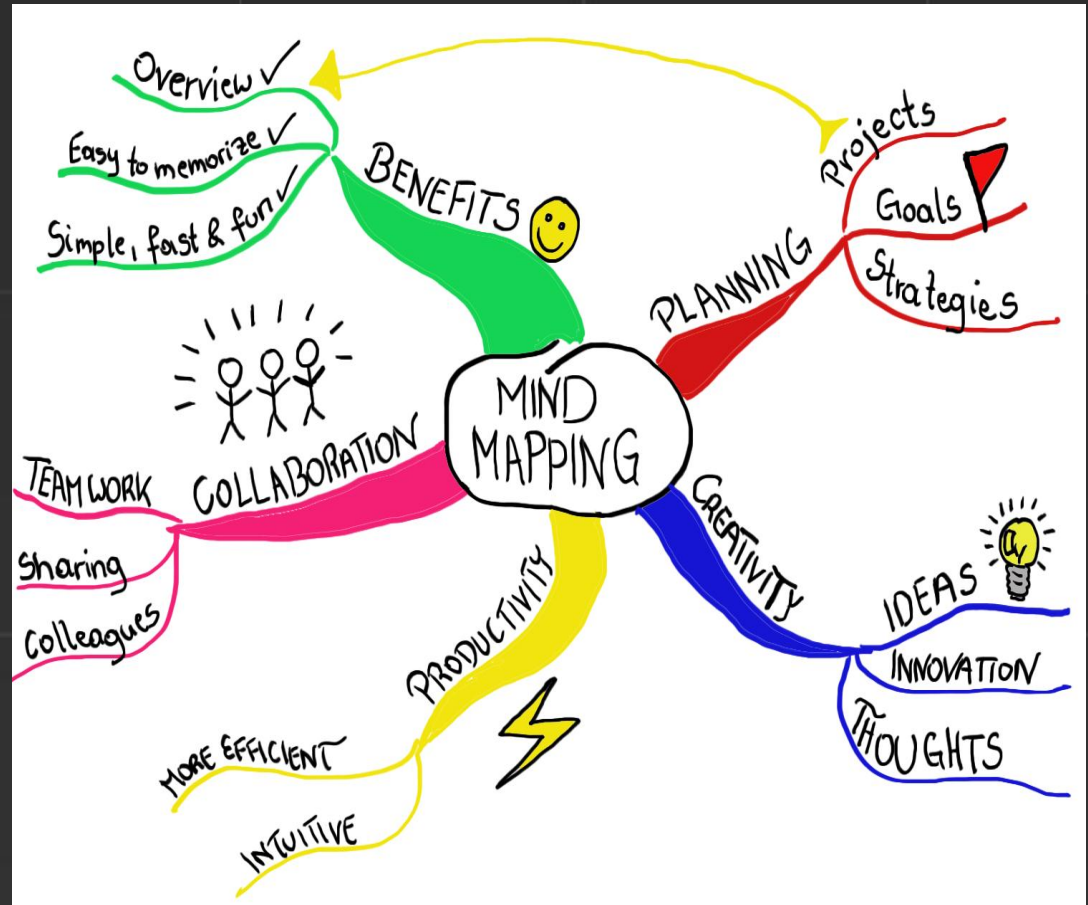 MIND
MAPPING
BENEFITS
Overview
Easy to memorize
Simple, fast & fun
PLANNING
Projects
Goals
Strategies
CREATIVITY
IDEAS
INNOVATION
THOUGHTS
PRODUCTIVITY
MORE EFFICIENT
INTUITIVE
COLLABORATION
TEAMWORK
Sharing
Colleagues